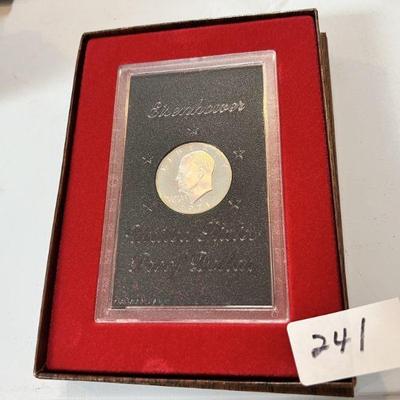 Eisenhower
United States
Proof Dollar
241